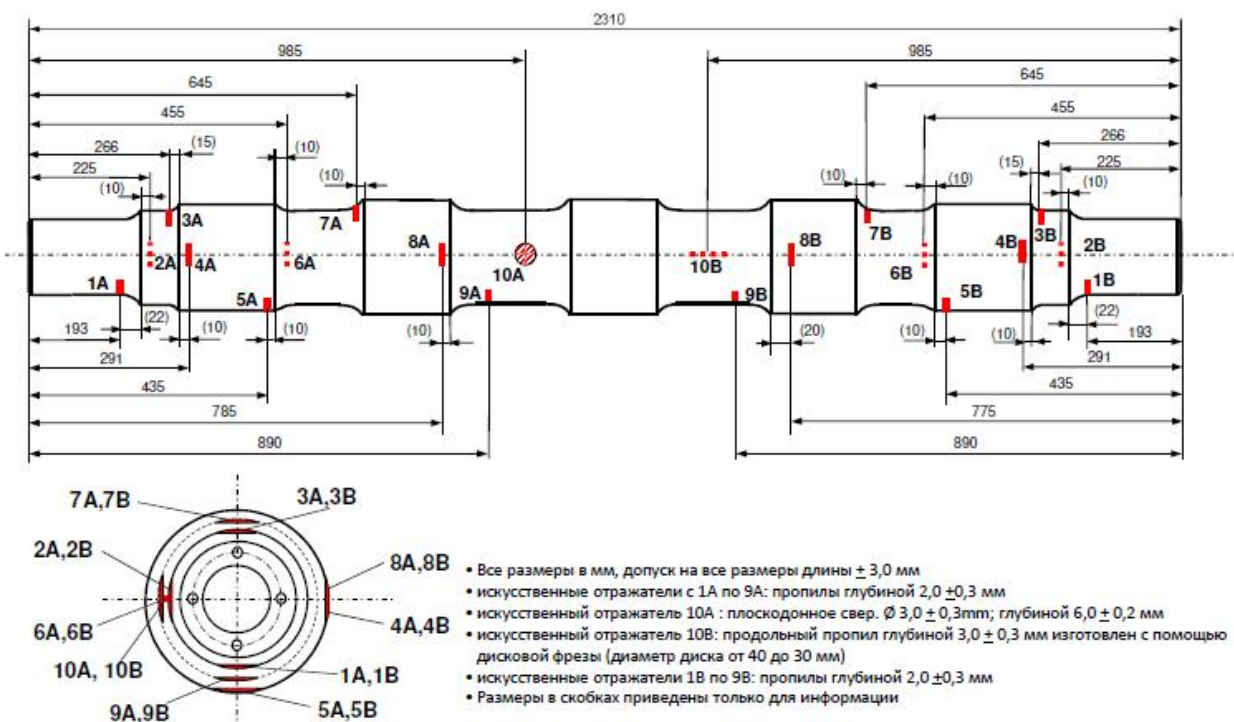 2310
985
985
645
645
455
455
266
(15)
(10)
266
225
(15)
(10)
225
(10)
(10)
(10)
(10)
3A
7A
7B
3B
2A
4A
6A
8A
10A
10B
8B
6B
4B
2B
1A
5A
9A
9B
5B
1B
193
(22)
(10)
(10)
(10)
(20)
(10)
(10)
(22)
193
291
291
435
435
785
775
890
890
7A,7B
3A,3B
2A,2B
8A,8B
6A,6B
4A,4B
10A, 10B
1A,1B
9A,9B
5A,5B
• Все размеры в мм, допуск на все размеры длины ± 3,0 мм
• искусственные отражатели с 1А по 9А: пропилы глубиной 2,0 ±0,3 мм
• искусственный отражатель 10А : плоскодонное свер. Ø 3,0 ± 0,3mm; глубиной 6,0 ± 0,2 мм
• искусственный отражатель 10В: продольный пропил глубиной 3,0 ± 0,3 мм изготовлен с помощью
дисковой фрезы (диаметр диска от 40 до 30 мм)
• искусственные отражатели 1В по 9В: пропилы глубиной 2,0 ±0,3 мм
• Размеры в скобках приведены только для информации